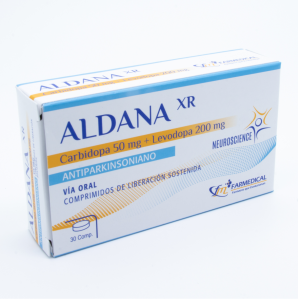 ALDANA XR
Carbidopa 50 mg + Levodopa 200 mg
ANTIPARKINSONIANO
NEUROSCIENCE
VÍA ORAL
COMPRIMIDOS DE LIBERACIÓN SOSTENIDA
FARMEDICAL
30 Comp.